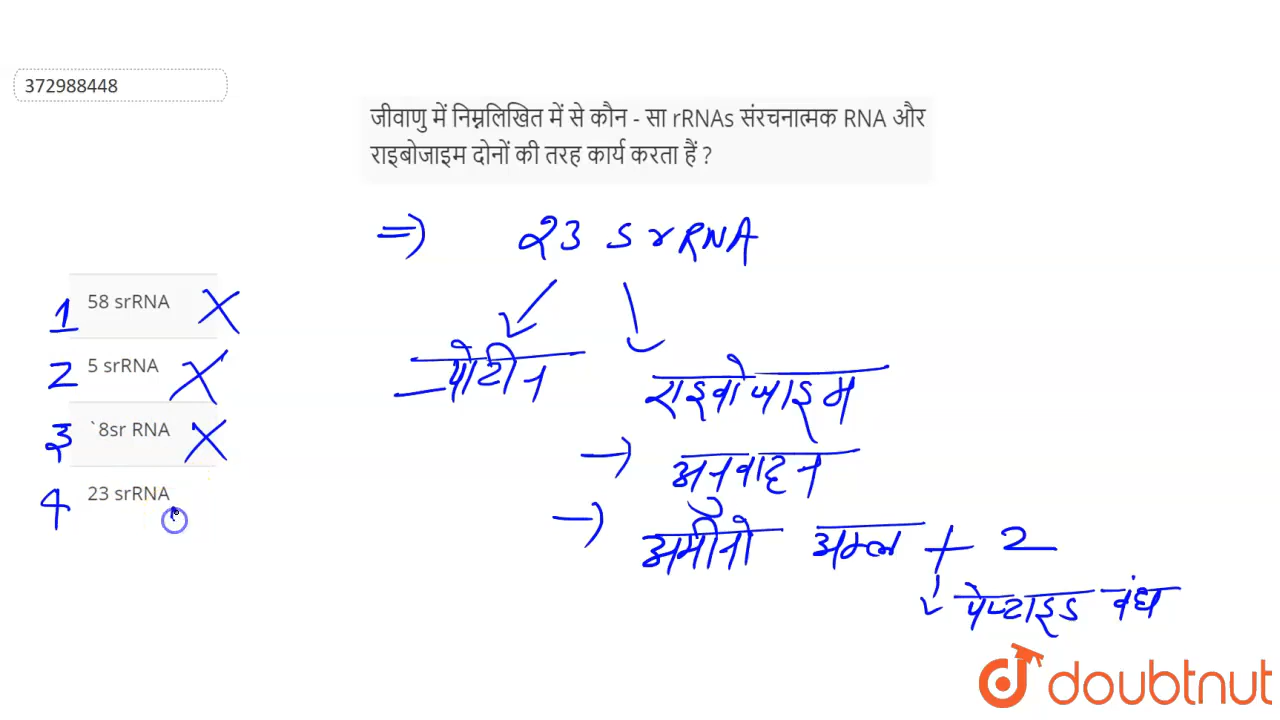 372988448
जीवाणु में निम्नलिखित में से कौन - सा rRNAs संरचनात्मक RNA और
राइबोजाइम दोनों की तरह कार्य करता हैं ?
=) 23 S rRNA
1 58 srRNA X
2 5 srRNA X
3 `8sr RNA X
4 23 srRNA
पोटीन
राइबोजाइम
→ अनुवादन
→ अमीनो अम्ल + 2
पेप्टाइड बंध
doubtnut